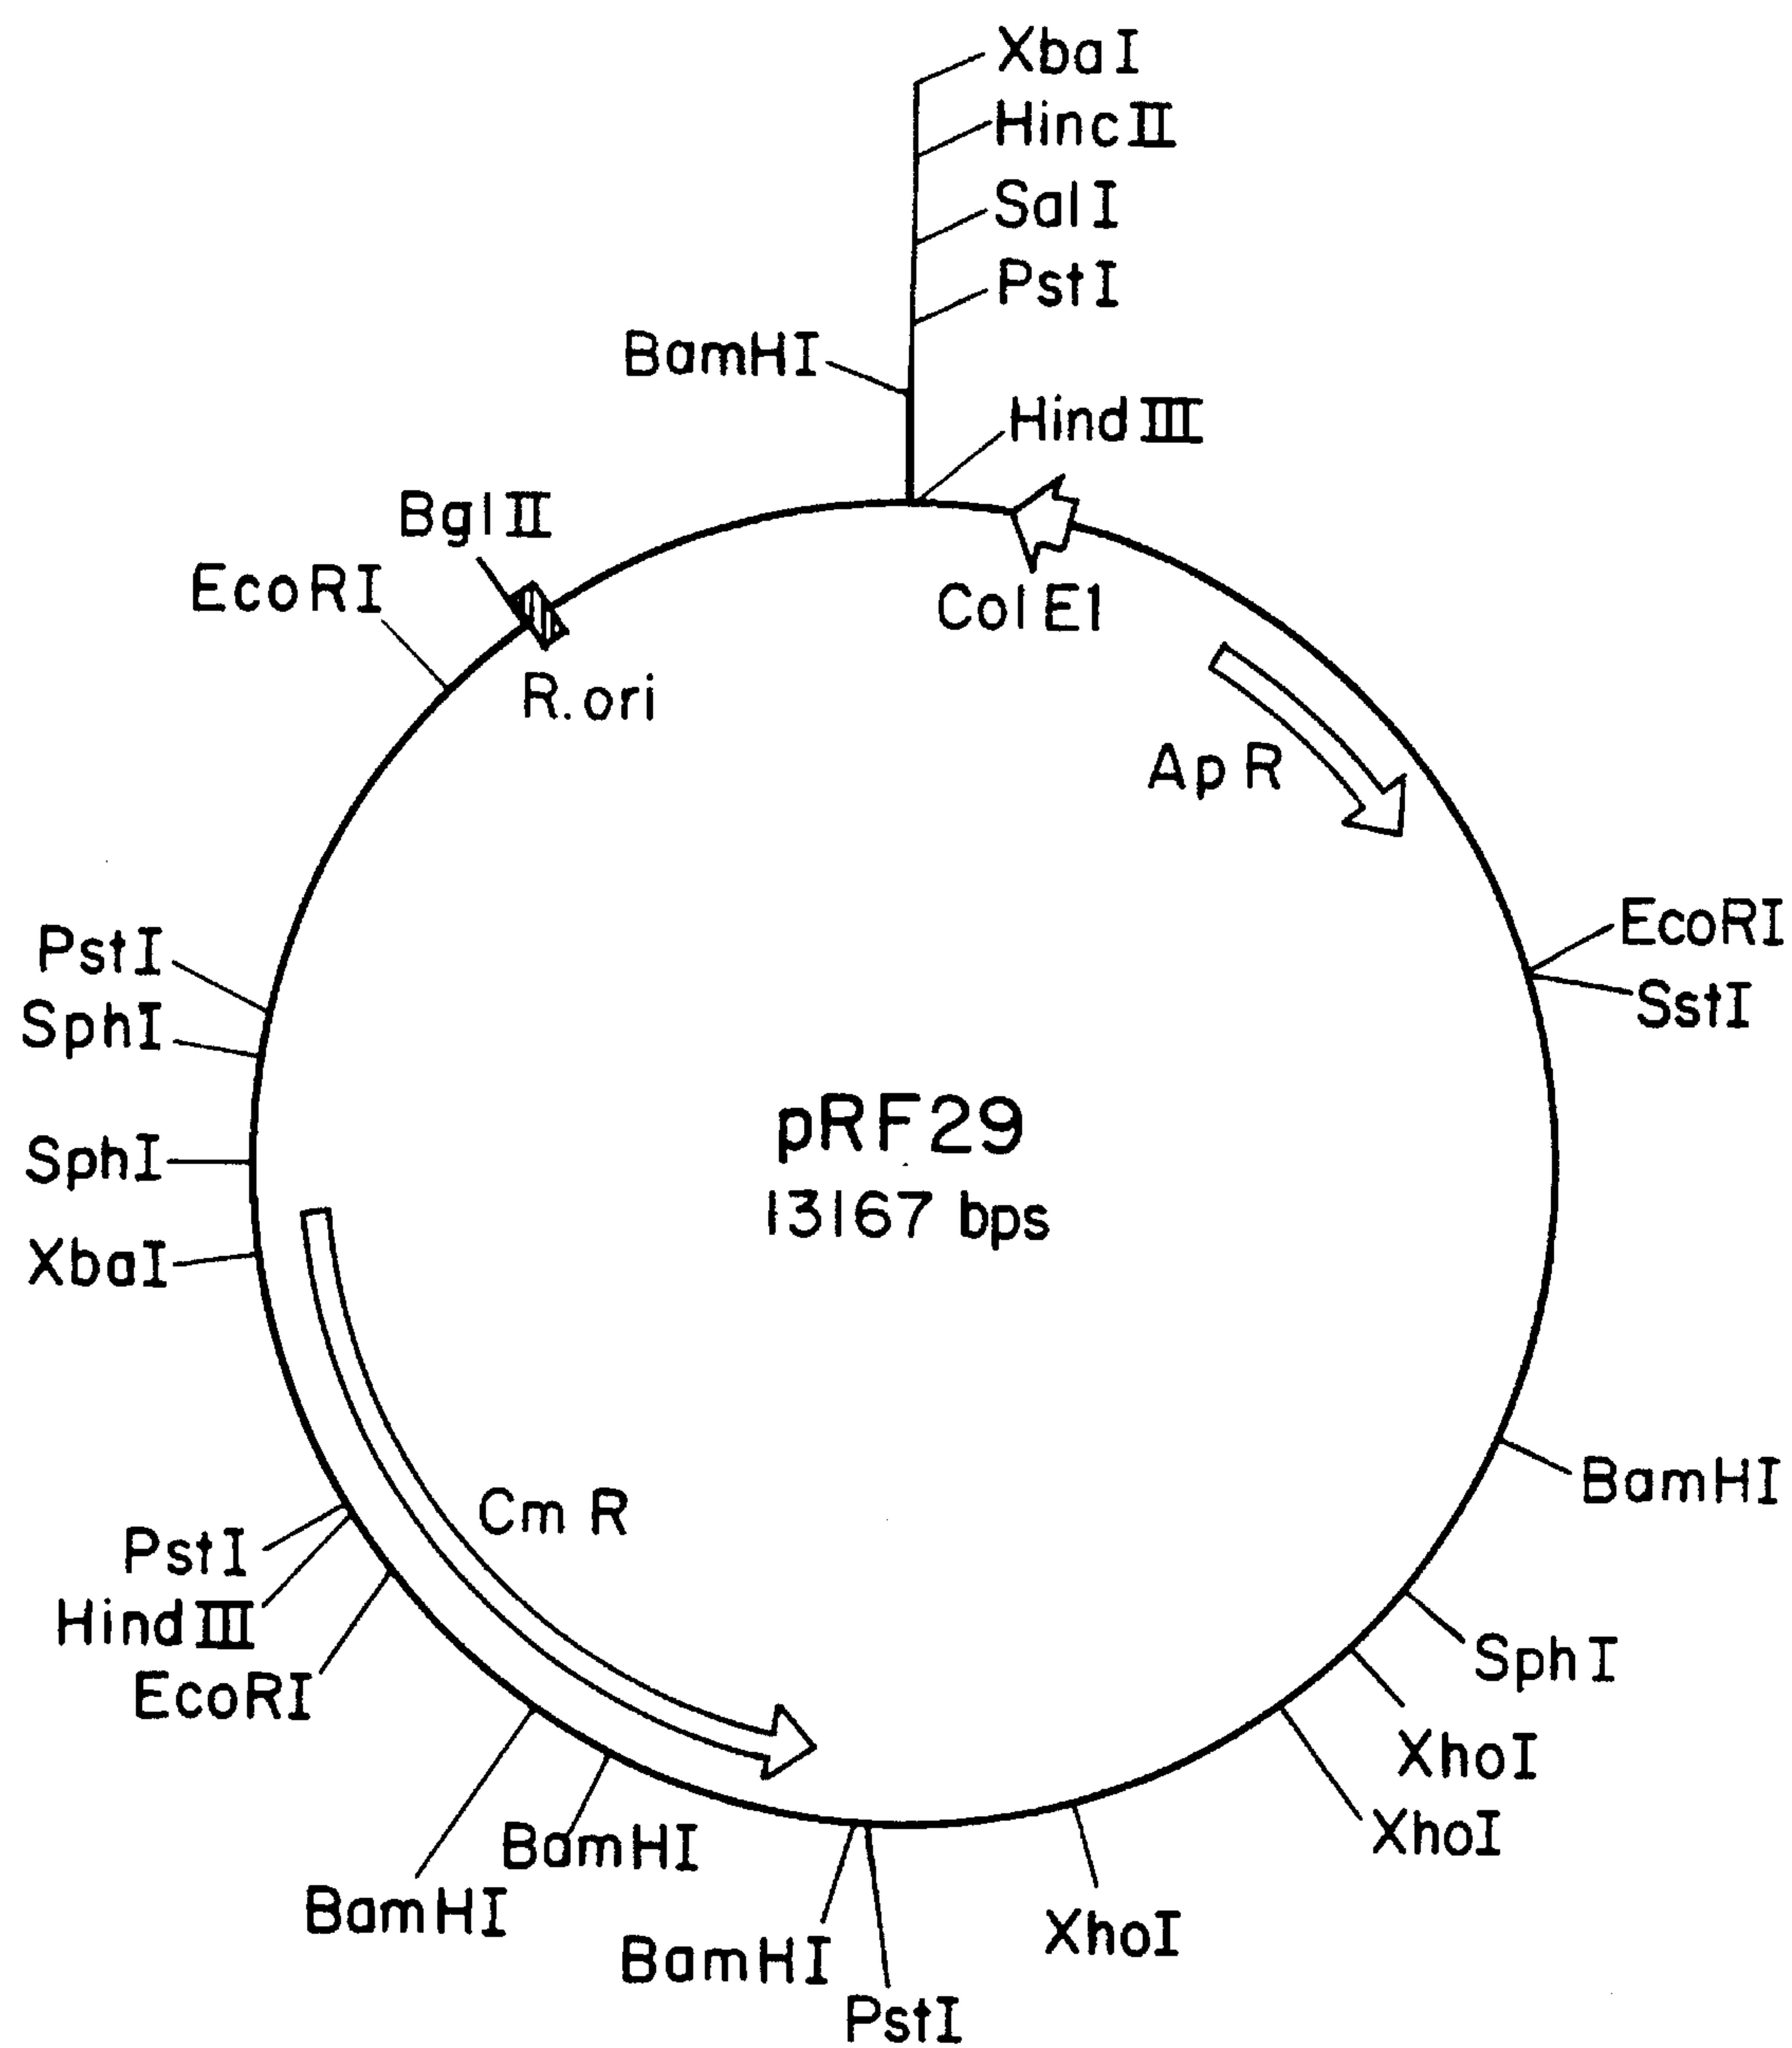 XbaI
HincII
SalI
PstI
BamHI
HindIII
BglII
EcoRI
ColE1
R.ori
ApR
EcoRI
SstI
PstI
SphI
SphI
XbaI
pRF29
13167 bps
BamHI
CmR
PstI
HindIII
EcoRI
SphI
XhoI
XhoI
BamHI
BamHI
XhoI
BamHI
PstI